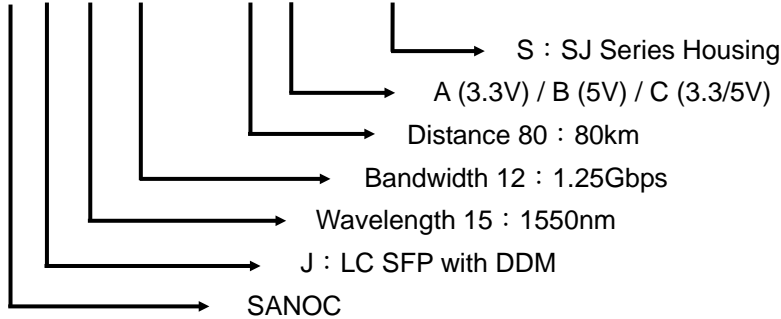 S：SJ Series Housing
A (3.3V) / B (5V) / C (3.3/5V)
Distance 80：80km
Bandwidth 12：1.25Gbps
Wavelength 15：1550nm
J：LC SFP with DDM
SANOC